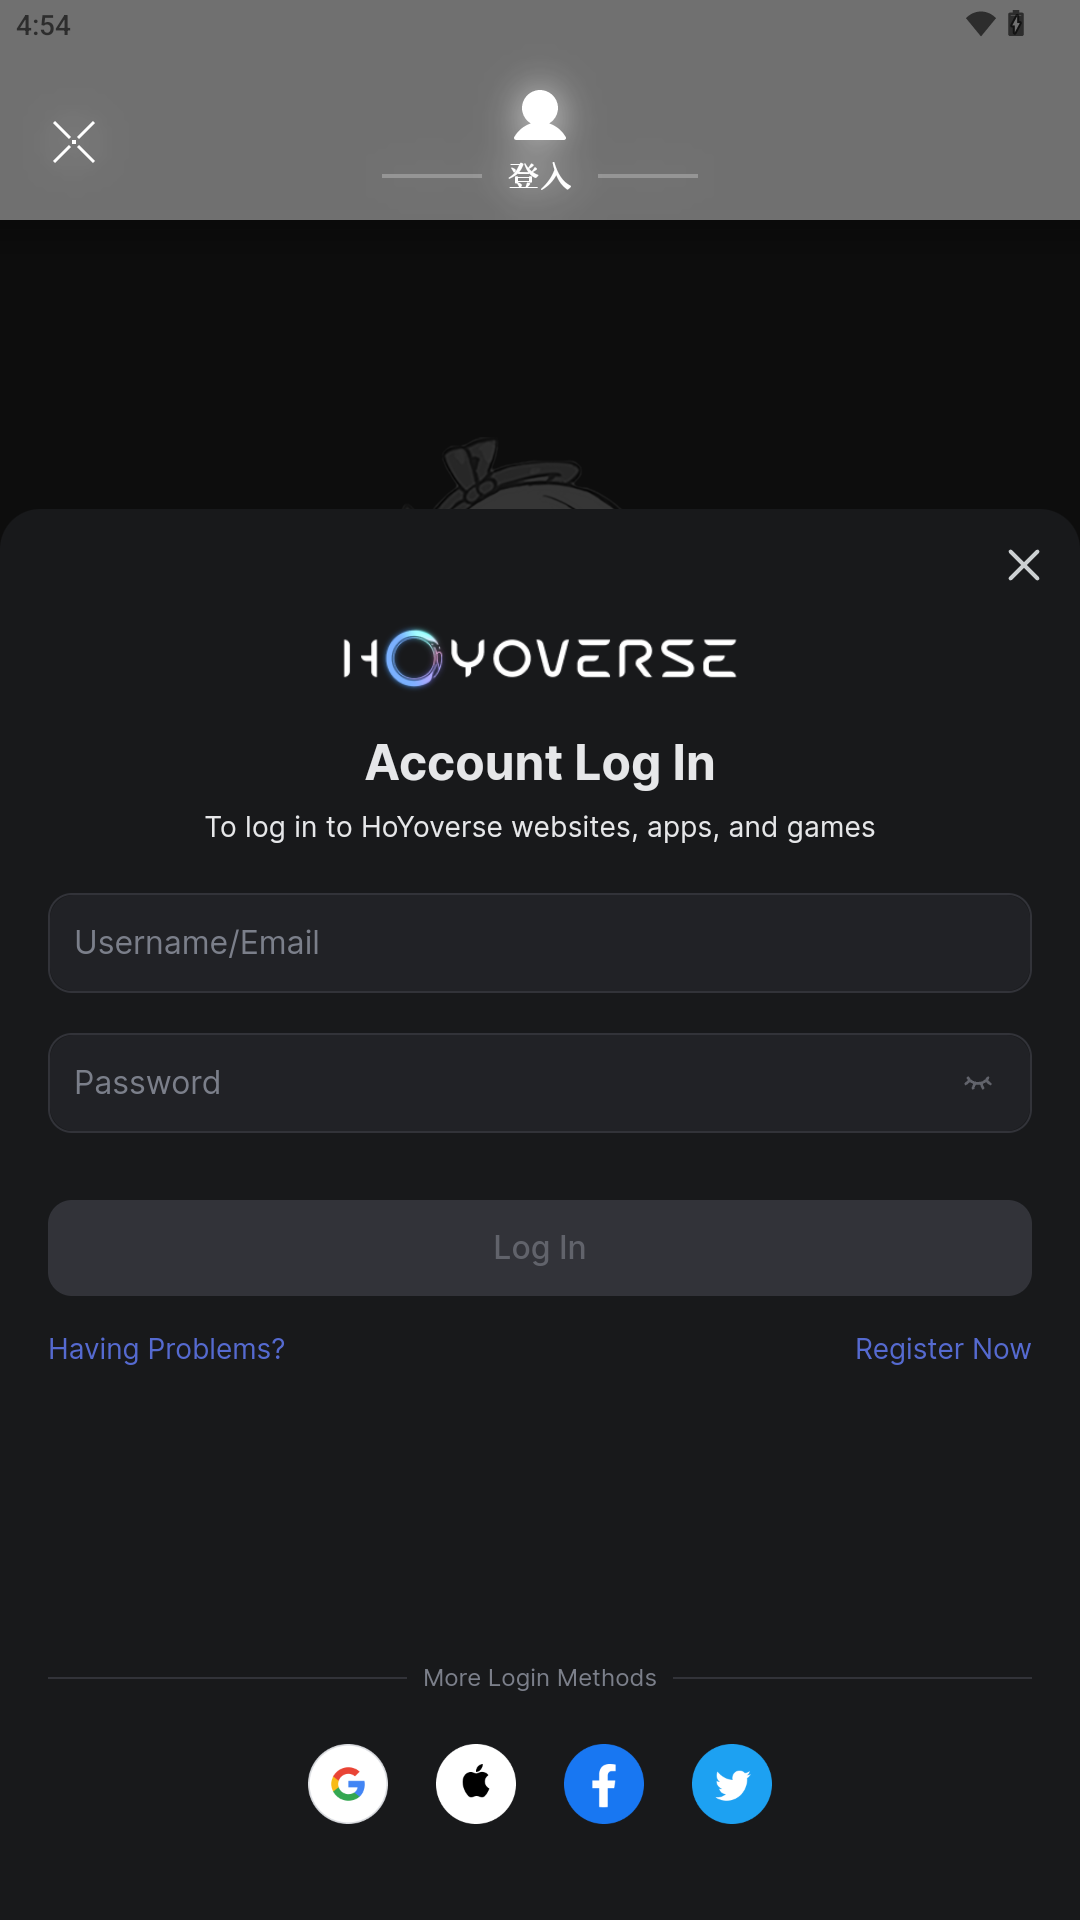 4:54
登入
HOYOVERSE
Account Log In
To log in to HoYoverse websites, apps, and games
Username/Email
Password
Log In
Having Problems?
Register Now
More Login Methods